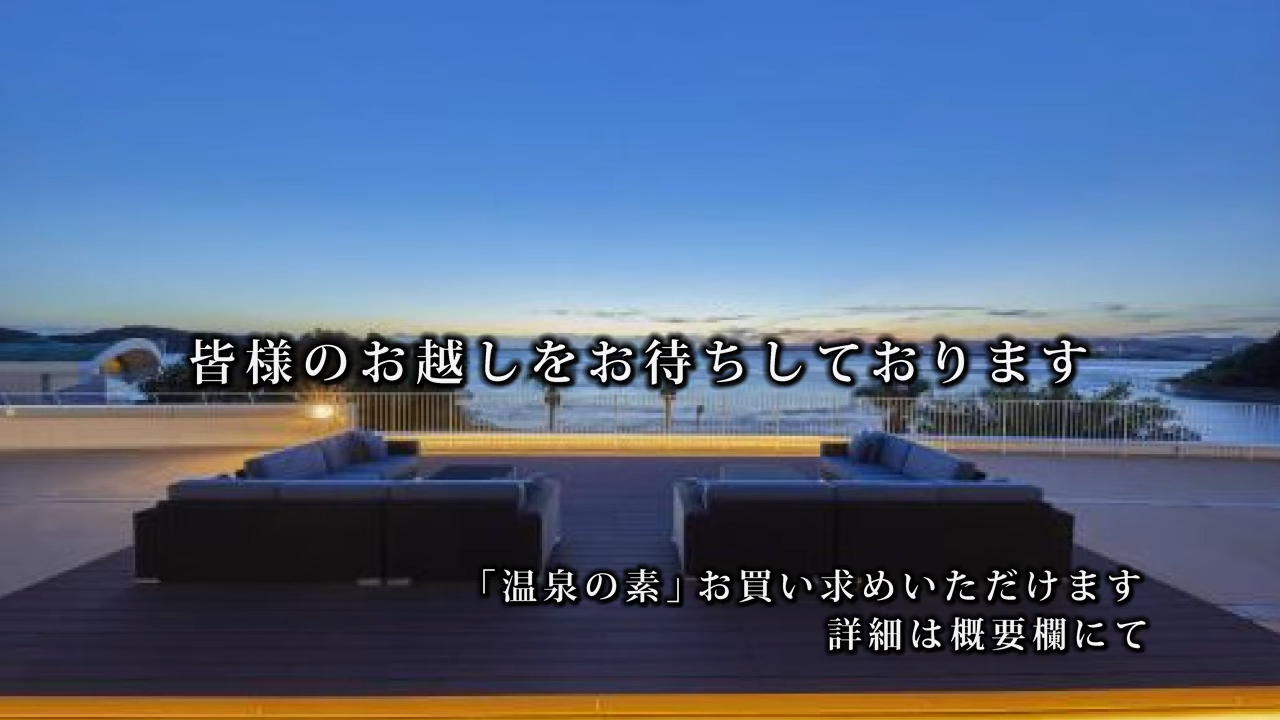 皆様のお越しをお待ちしております
「温泉の素」お買い求めいただけます
詳細は概要欄にて